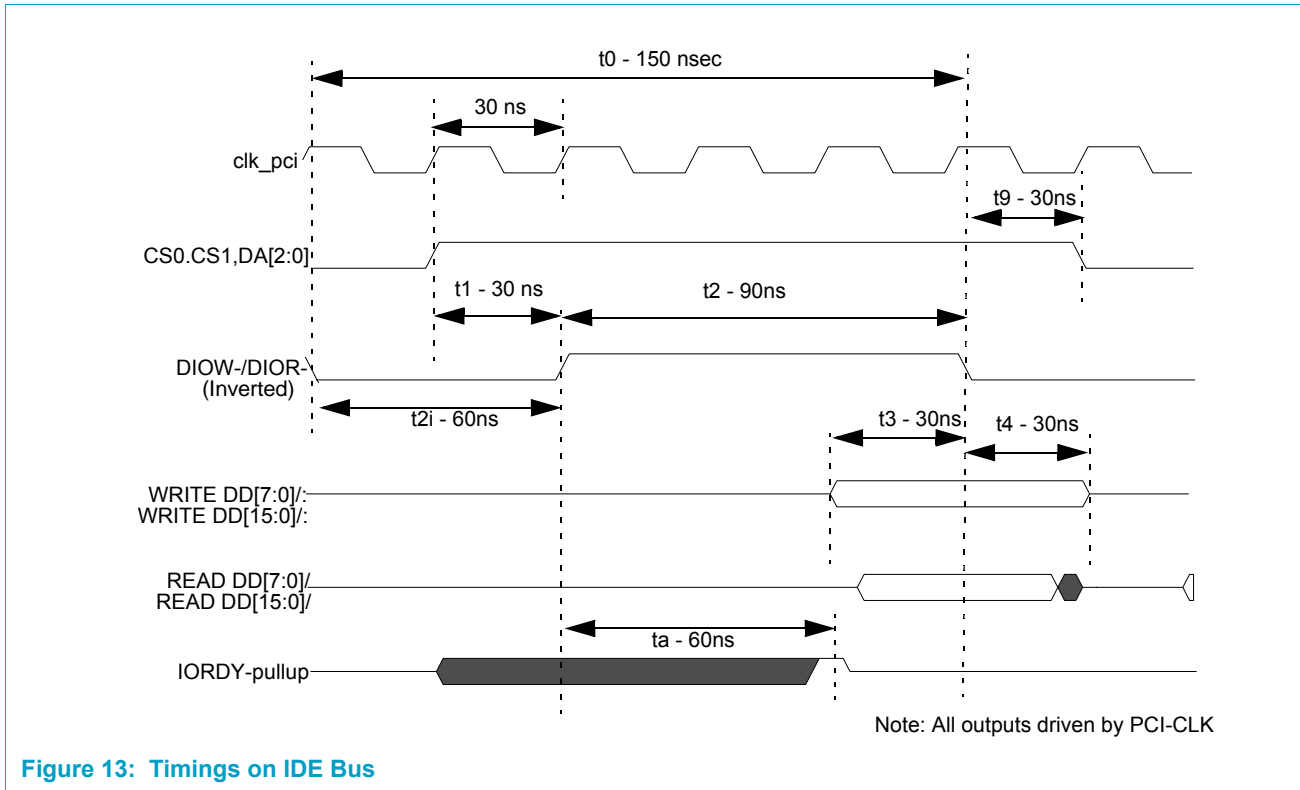 t0 - 150 nsec
30 ns
clk_pci
t9 - 30ns
CS0.CS1,DA[2:0]
t1 - 30 ns
t2 - 90ns
DIOW-/DIOR-
(Inverted)
t2i - 60ns
t3 - 30ns
t4 - 30ns
WRITE DD[7:0]/:
WRITE DD[15:0]/:
READ DD[7:0]/
READ DD[15:0]/
ta - 60ns
IORDY-pullup
Note: All outputs driven by PCI-CLK
Figure 13: Timings on IDE Bus